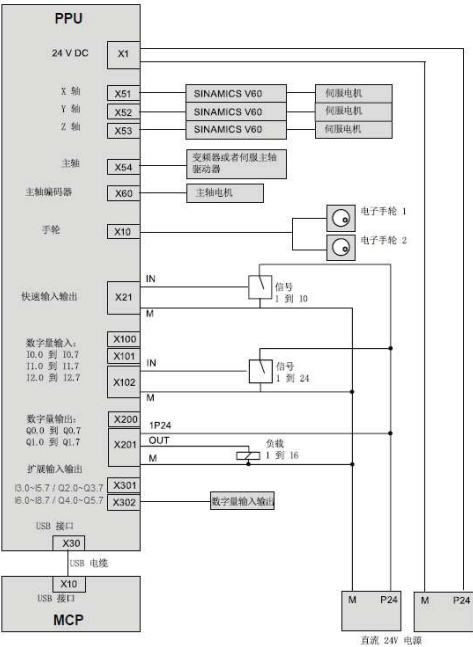 PPU
24 V DC X1
X 轴 X51 SINAMICS V60 伺服电机
Y 轴 X52 SINAMICS V60 伺服电机
Z 轴 X53 SINAMICS V60 伺服电机
主轴 X54 变频器或者伺服主轴
驱动器
主轴编码器 X60 主轴电机
电子手轮 1
手轮 X10
电子手轮 2
IN
快速输入输出 X21 信号
1 到 10
M
数字量输入: X100
I0.0 到 I0.7 X101
I1.0 到 I1.7 IN
I2.0 到 I2.7 X102 信号
1 到 24
M
数字量输出: X200
Q0.0 到 Q0.7 1P24
Q1.0 到 Q1.7 X201 OUT 负载
M 1 到 16
扩展输入输出
I3.0~I5.7 / Q2.0~Q3.7 X301
I6.0~I8.7 / Q4.0~Q5.7 X302 数字量输入输出
USB 接口
X30
USB 电缆
X10
USB 接口
MCP
M P24 M P24
直流 24V 电源